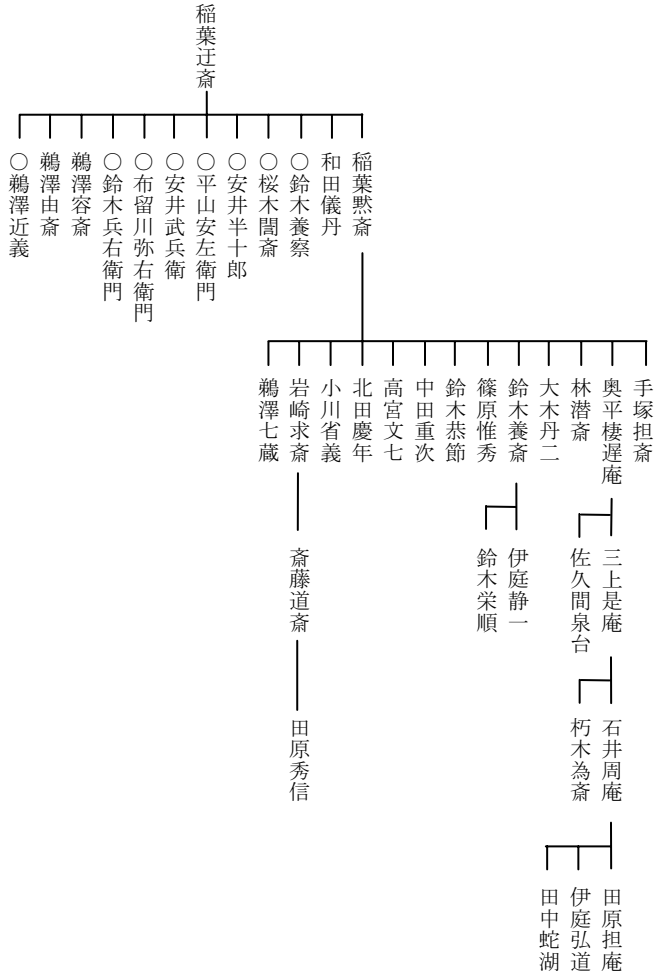 稲葉迂斎
稲葉黙斎
和田儀丹
○鈴木養察
○桜木誾斎
○安井半十郎
○平山安左衛門
○安井武兵衛
○布留川弥右衛門
○鈴木兵右衛門
鵜澤容斎
鵜澤由斎
○鵜澤近義
手塚担斎
奥平棲遅庵
林潜斎
大木丹二
鈴木養斎
篠原惟秀
鈴木恭節
中田重次
高宮文七
北田慶年
小川省義
岩崎求斎
鵜澤七蔵
三上是庵
佐久間泉台
伊庭静一
鈴木栄順
斎藤道斎
石井周庵
朽木為斎
田原秀信
田原担庵
伊庭弘道
田中蛇湖